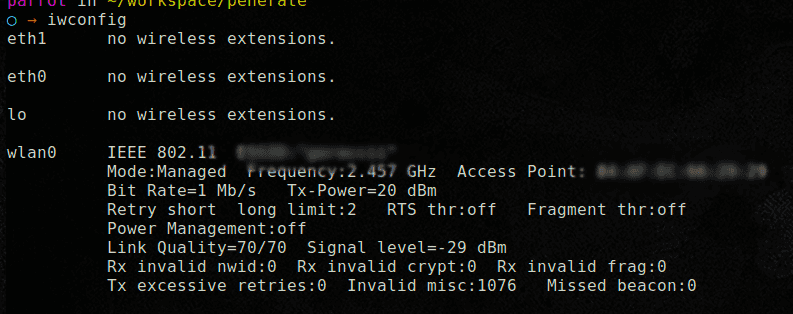 parrot in ~/workspace/penerate
○ → iwconfig
eth1 no wireless extensions.
eth0 no wireless extensions.
lo no wireless extensions.
wlan0 IEEE 802.11
Mode:Managed Frequency:2.457 GHz Access Point:
Bit Rate=1 Mb/s Tx-Power=20 dBm
Retry short long limit:2 RTS thr:off Fragment thr:off
Power Management:off
Link Quality=70/70 Signal level=-29 dBm
Rx invalid nwid:0 Rx invalid crypt:0 Rx invalid frag:0
Tx excessive retries:0 Invalid misc:1076 Missed beacon:0